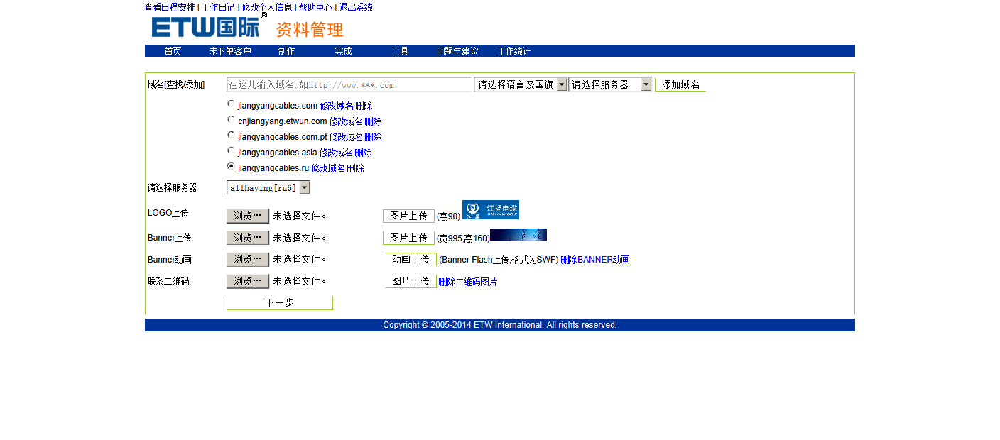 查看日程安排 | 工作日记 | 修改个人信息 | 帮助中心 | 退出系统
ETW国际® 资料管理
首页 未下单客户 制作 完成 工具 问题与建议 工作统计
域名[查找/添加] 在这儿输入域名,如http://www.***.com 请选择语言及国旗 请选择服务器 添加域名
jiangyangcables.com 修改域名 删除
cnjiangyang.etwun.com 修改域名 删除
jiangyangcables.com.pt 修改域名 删除
jiangyangcables.asia 修改域名 删除
jiangyangcables.ru 修改域名 删除
请选择服务器 allhaving[ru6]
LOGO上传 浏览… 未选择文件。 图片上传 (高90) 江扬电缆 JIANGYANG CABLE 江扬
Banner上传 浏览… 未选择文件。 图片上传 (宽995,高160)
Banner动画 浏览… 未选择文件。 动画上传 (Banner Flash上传,格式为SWF) 删除BANNER动画
联系二维码 浏览… 未选择文件。 图片上传 删除二维码图片
下一步
Copyright © 2005-2014 ETW International. All rights reserved.